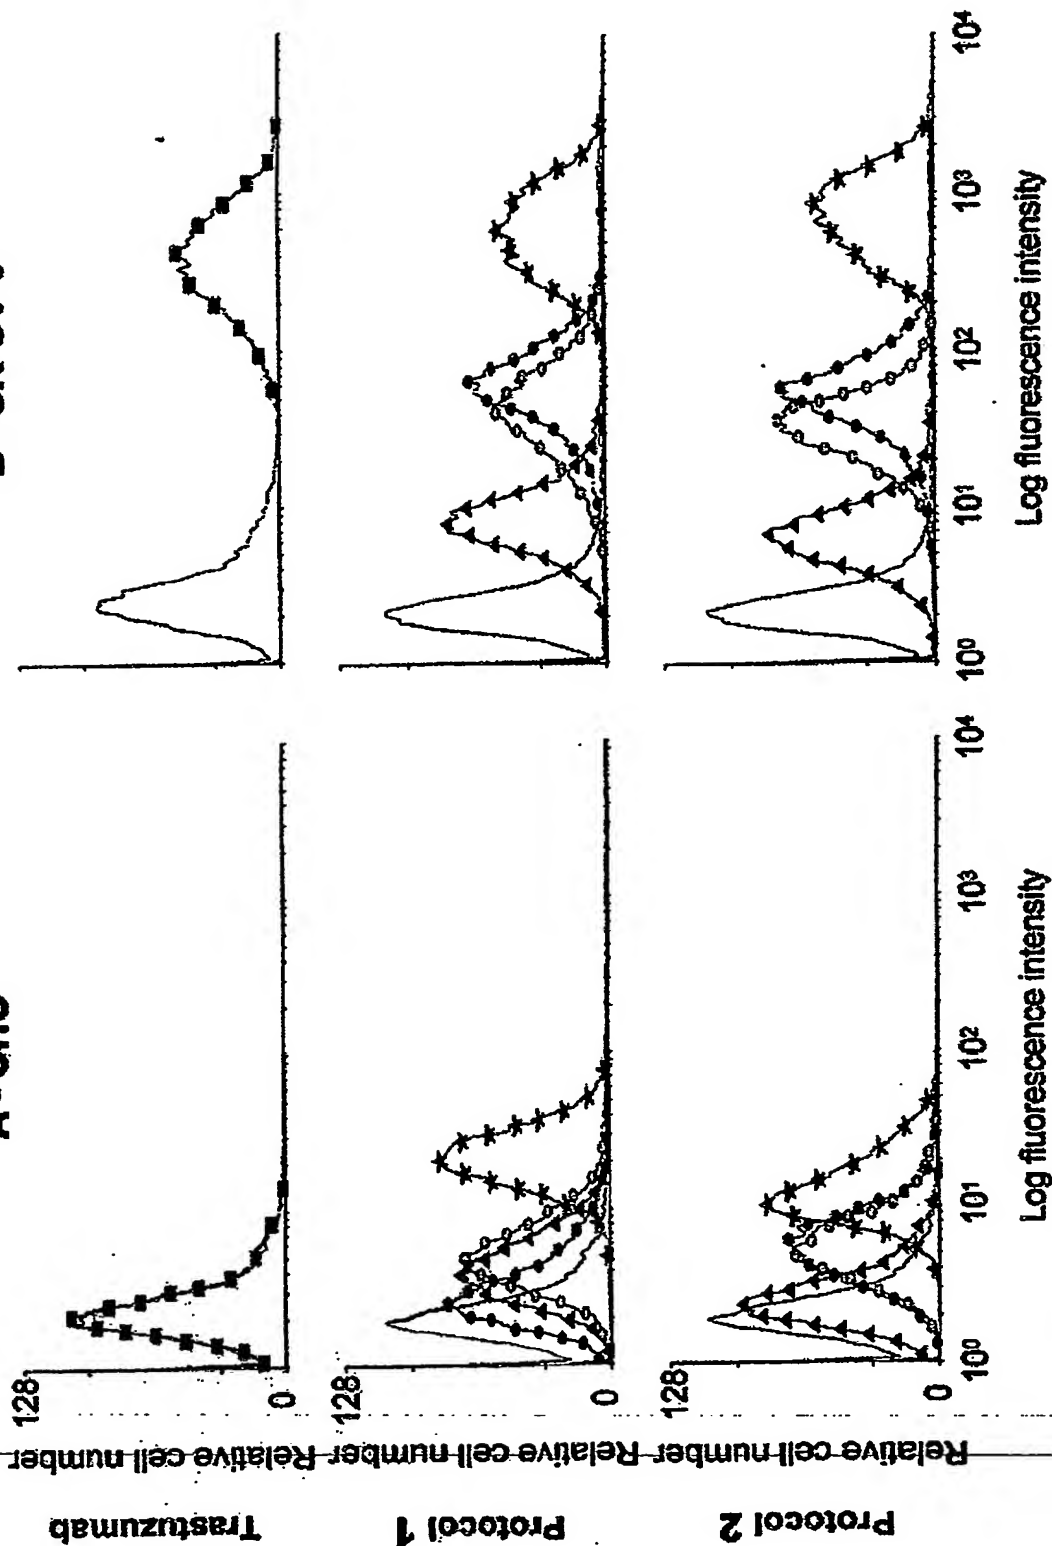 Trastuzumab
Relative cell number
128
0
Protocol 1
Relative cell number
128
0
Protocol 2
Relative cell number
128
0
10⁰ 10¹ 10² 10³ 10⁴
Log fluorescence intensity
10⁰ 10¹ 10² 10³ 10⁴
Log fluorescence intensity